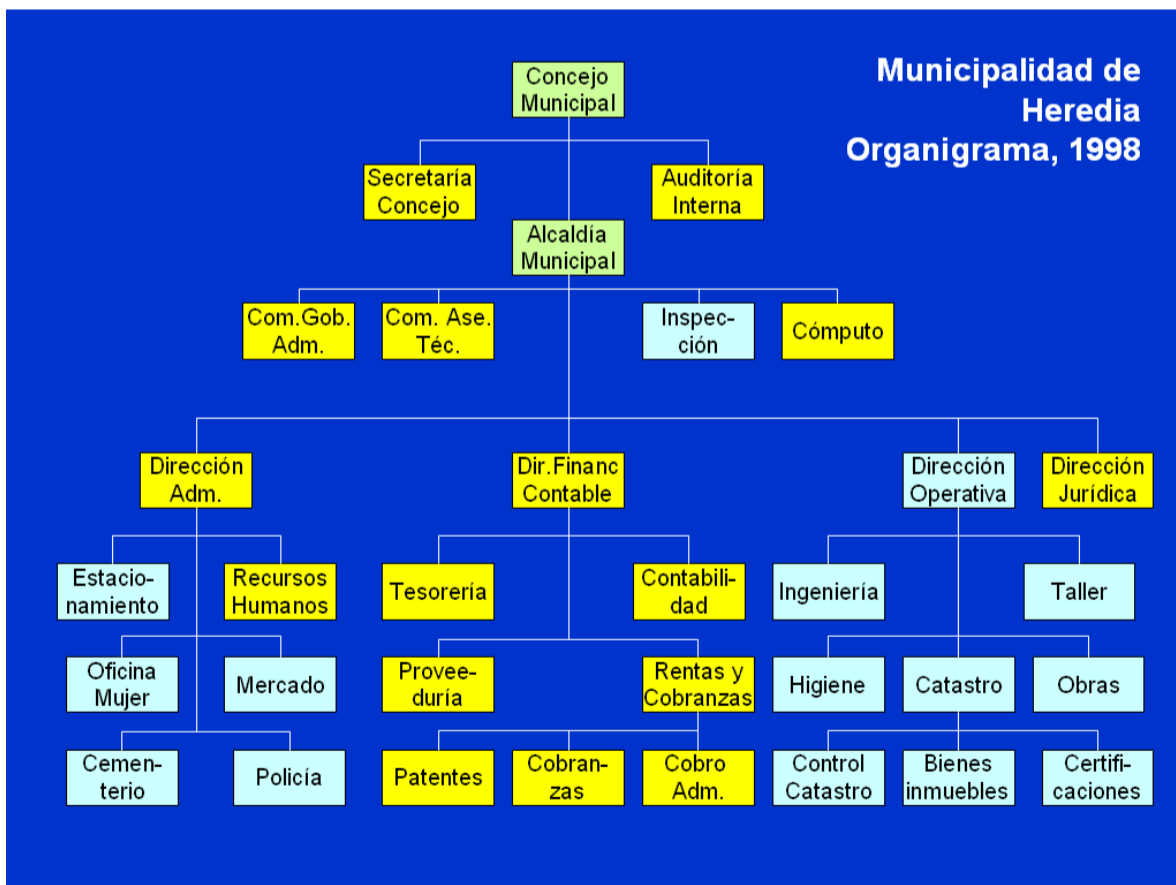 Municipalidad de
Heredia
Organigrama, 1998
Concejo
Municipal
Secretaría
Concejo
Auditoría
Interna
Alcaldía
Municipal
Com.Gob.
Adm.
Com. Ase.
Téc.
Inspec-
ción
Cómputo
Dirección
Adm.
Dir.Financ
Contable
Dirección
Operativa
Dirección
Jurídica
Estacio-
namiento
Recursos
Humanos
Tesorería
Contabili-
dad
Ingeniería
Taller
Oficina
Mujer
Mercado
Provee-
duría
Rentas y
Cobranzas
Higiene
Catastro
Obras
Cemen-
terio
Policía
Patentes
Cobran-
zas
Cobro
Adm.
Control
Catastro
Bienes
inmuebles
Certifi-
caciones